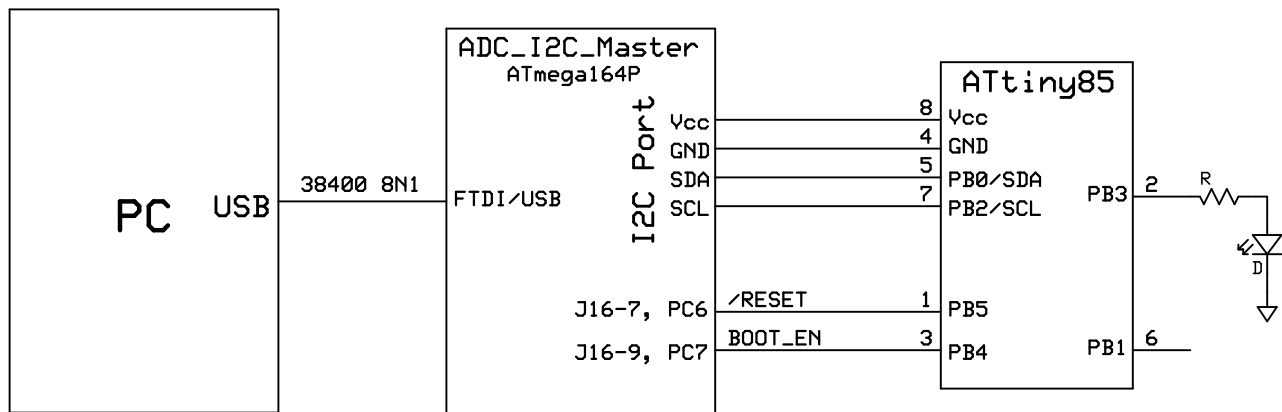 PC
USB
38400 8N1
ADC_I2C_Master
ATmega164P
FTDI/USB
I2C Port
Vcc
GND
SDA
SCL
J16-7, PC6
J16-9, PC7
/RESET
BOOT_EN
8
4
5
7
1
3
ATtiny85
Vcc
GND
PB0/SDA
PB2/SCL
PB5
PB4
PB3
2
PB1
6
R
D